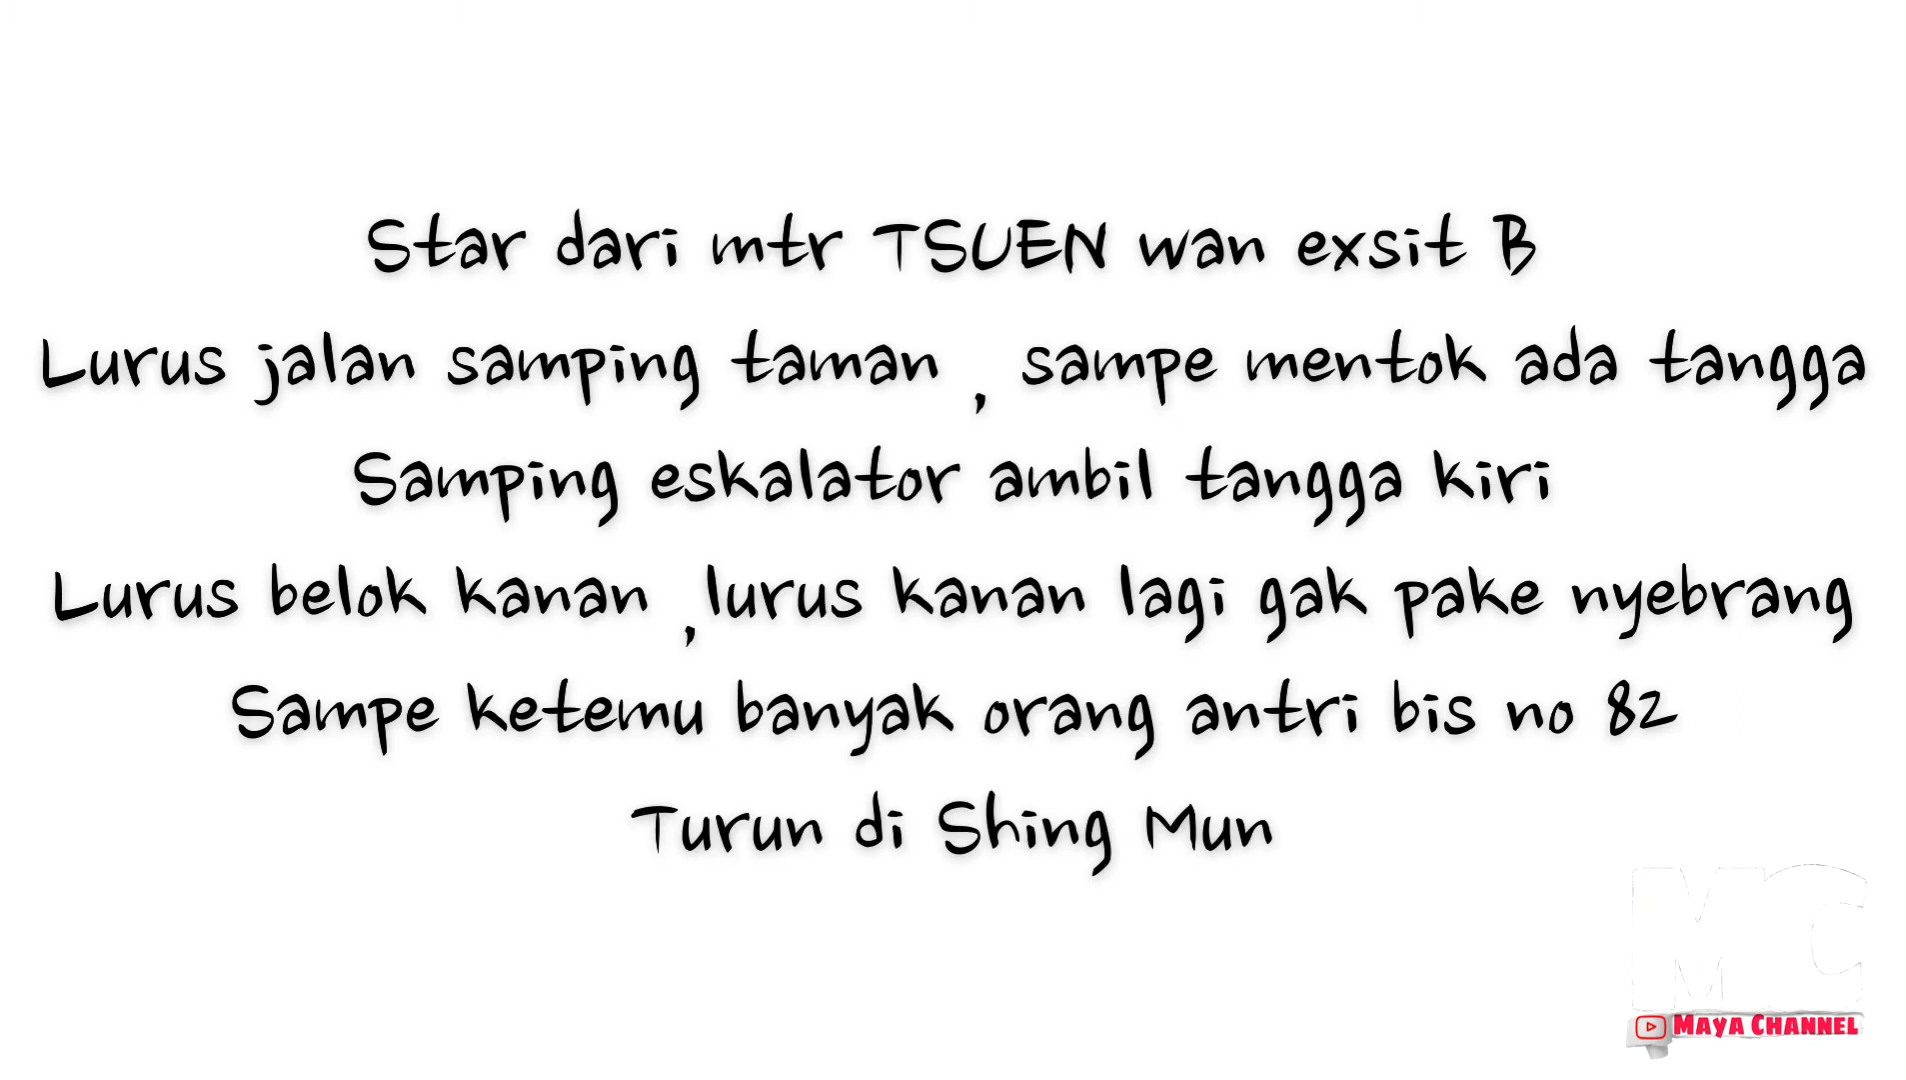 Star dari mtr TSUEN wan exsit B
Lurus jalan samping taman , sampe mentok ada tangga
Samping eskalator ambil tangga kiri
Lurus belok kanan ,lurus kanan lagi gak pake nyebrang
Sampe ketemu banyak orang antri bis no 82
Turun di Shing Mun
MC
MAYA CHANNEL